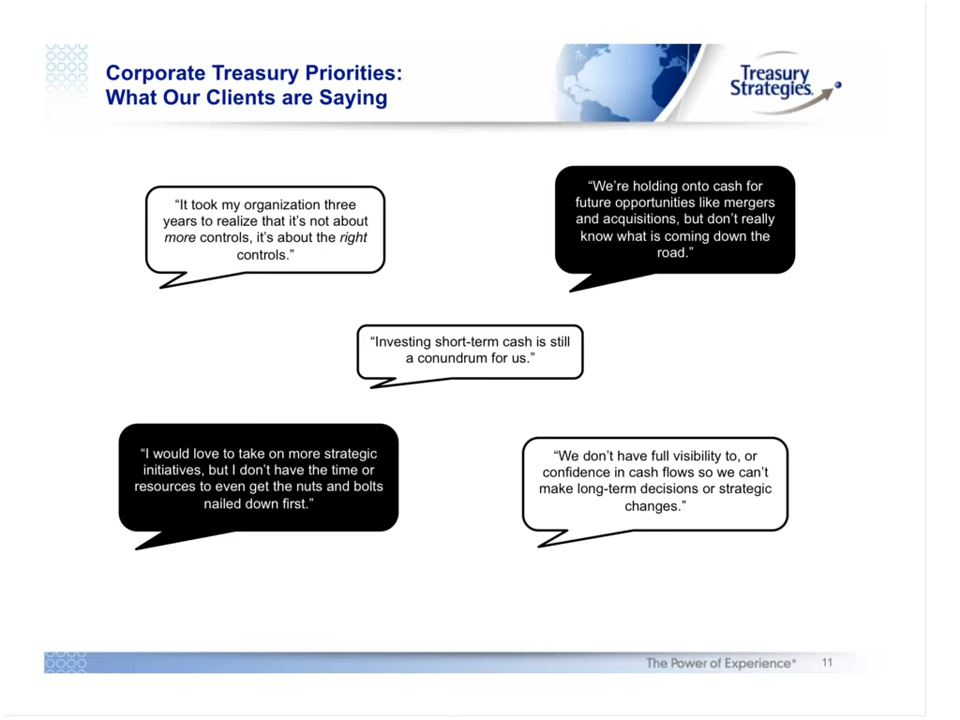 Corporate Treasury Priorities:
What Our Clients are Saying
Treasury
Strategies.
“It took my organization three
years to realize that it’s not about
more controls, it’s about the right
controls.”
“We’re holding onto cash for
future opportunities like mergers
and acquisitions, but don’t really
know what is coming down the
road.”
“Investing short-term cash is still
a conundrum for us.”
“I would love to take on more strategic
initiatives, but I don’t have the time or
resources to even get the nuts and bolts
nailed down first.”
“We don’t have full visibility to, or
confidence in cash flows so we can’t
make long-term decisions or strategic
changes.”
The Power of Experience®
11